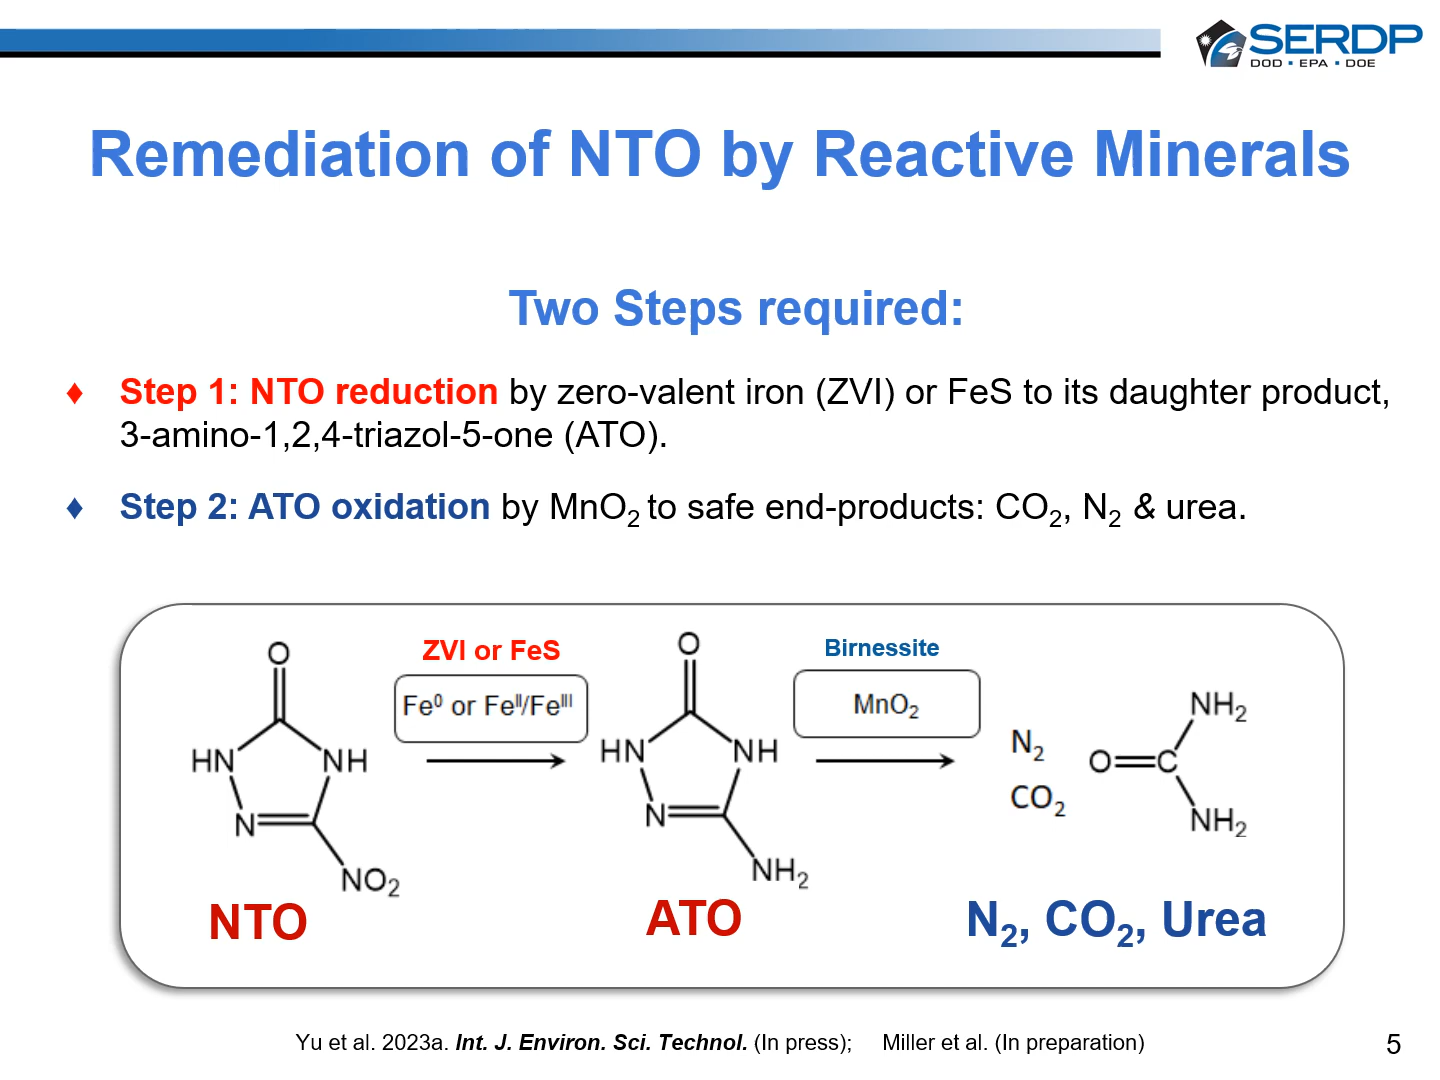 SERDP
DOD • EPA • DOE
Remediation of NTO by Reactive Minerals
Two Steps required:
♦ Step 1: NTO reduction by zero-valent iron (ZVI) or FeS to its daughter product,
3-amino-1,2,4-triazol-5-one (ATO).
♦ Step 2: ATO oxidation by MnO₂ to safe end-products: CO₂, N₂ & urea.
O
HN
NH
N
NO₂
NTO
ZVI or FeS
Fe⁰ or Feᴵᴵ/Feᴵᴵᴵ
O
HN
NH
N
NH₂
ATO
Birnessite
MnO₂
N₂
CO₂
NH₂
O=C
NH₂
N₂, CO₂, Urea
Yu et al. 2023a. Int. J. Environ. Sci. Technol. (In press); Miller et al. (In preparation)
5